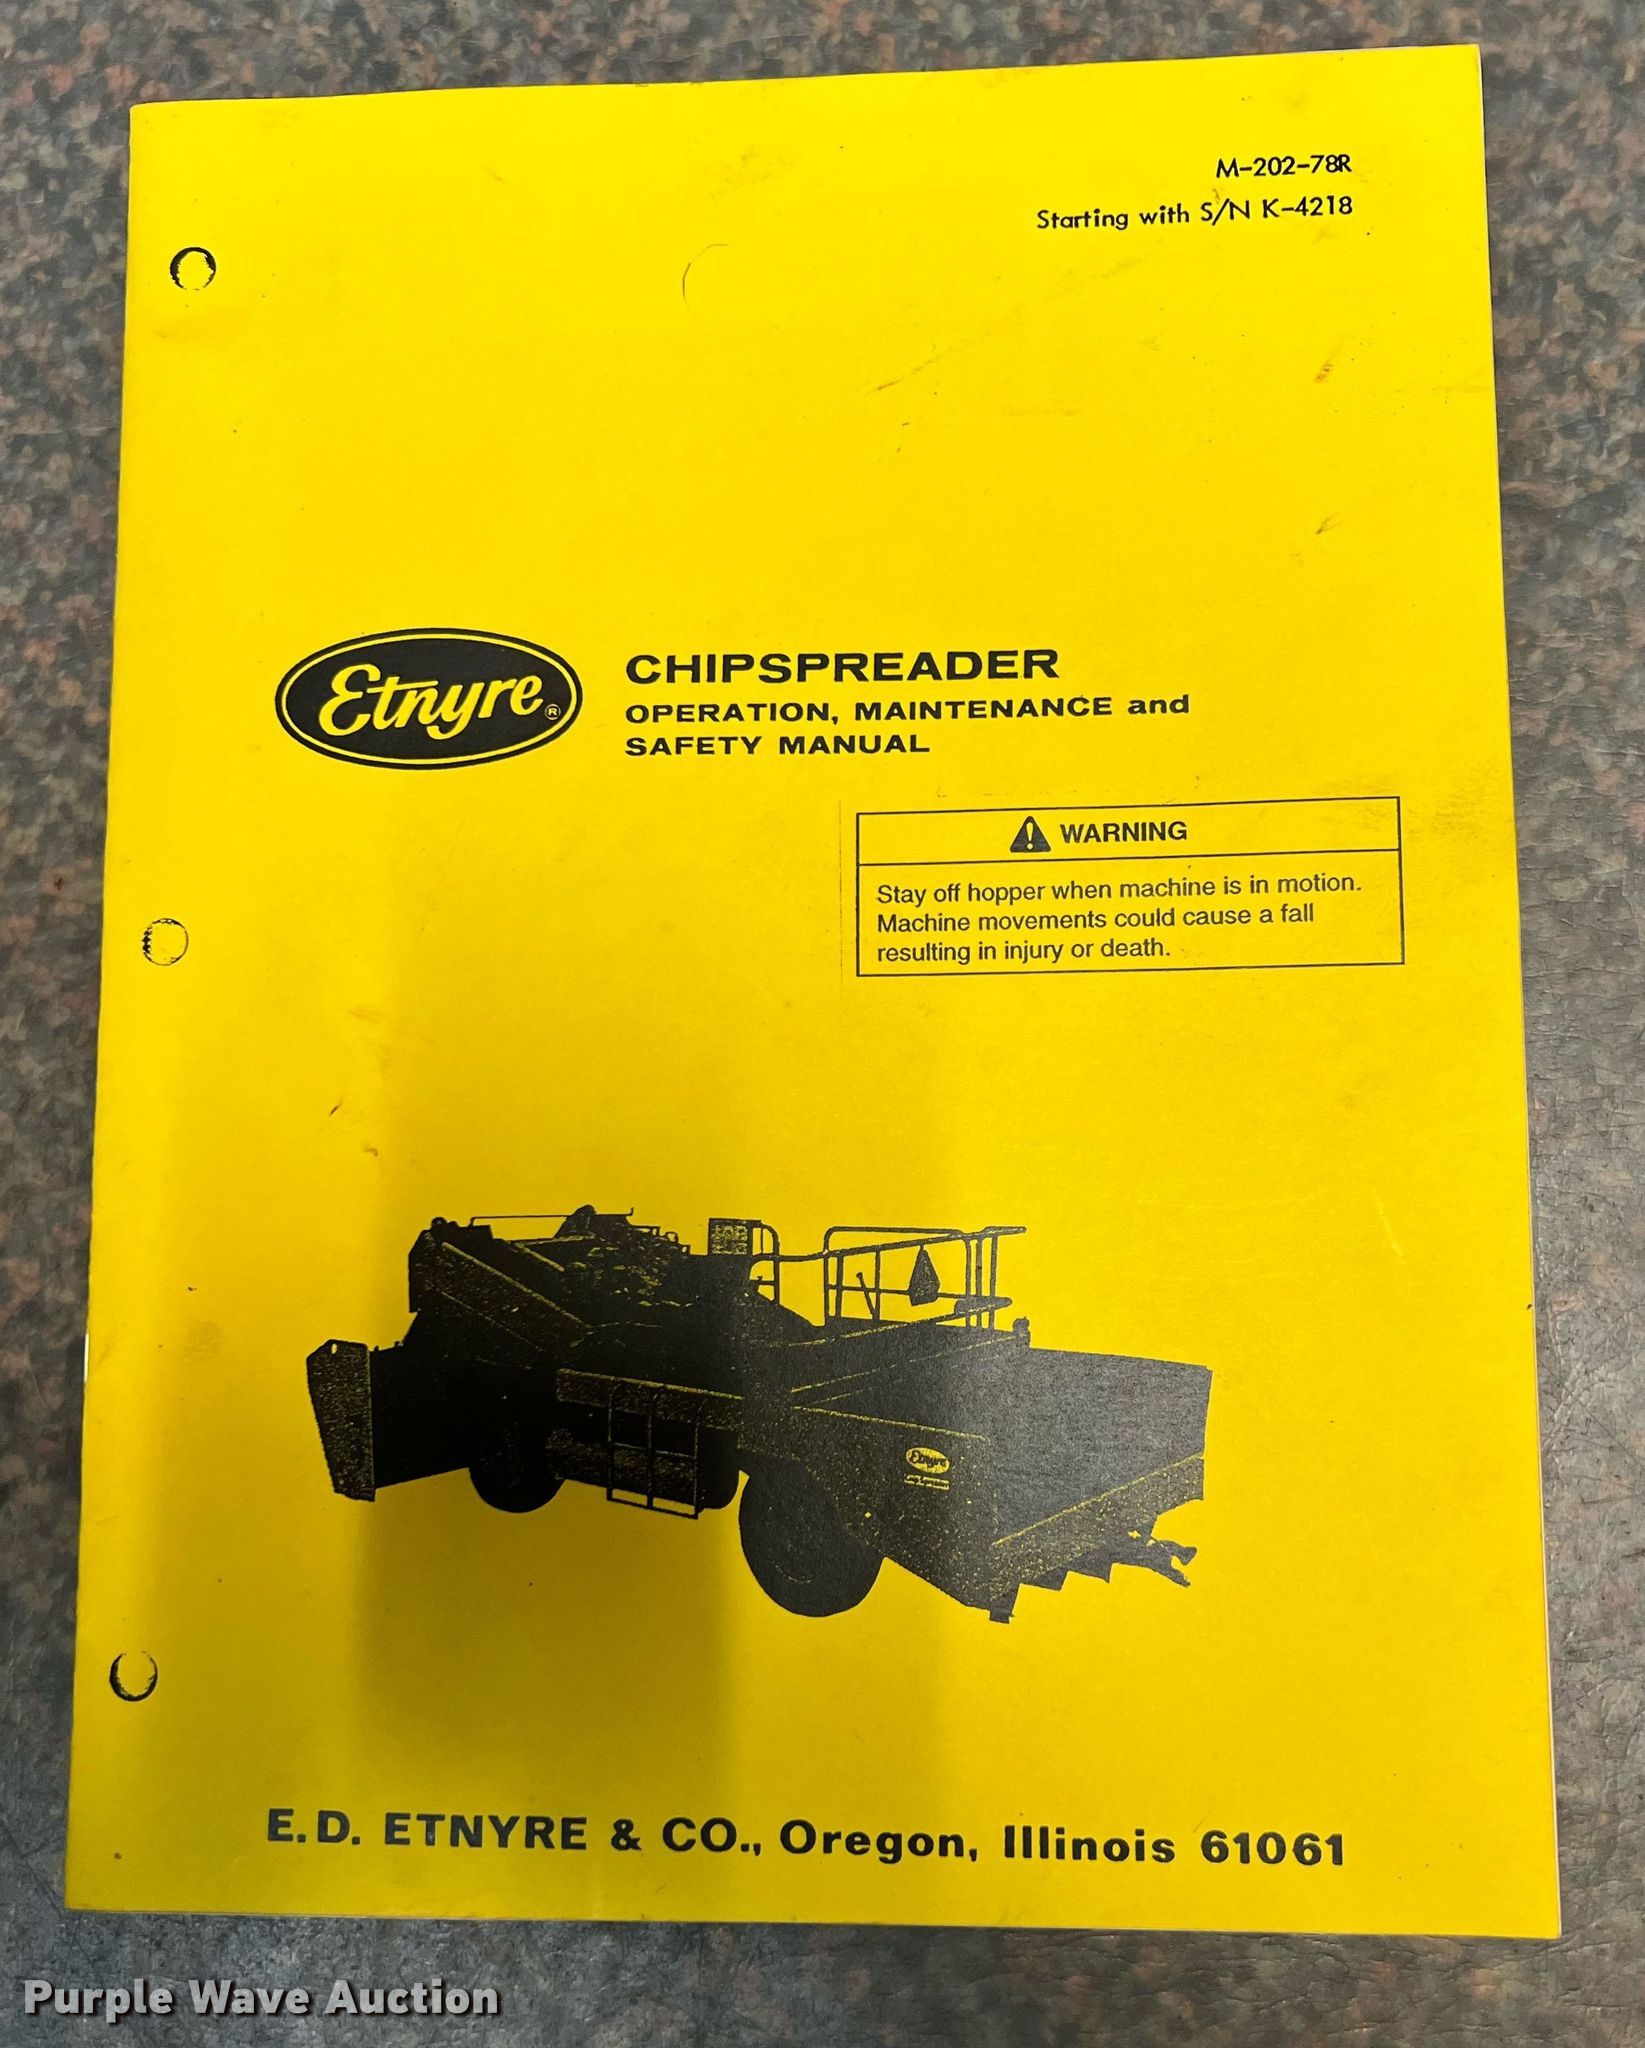 M-202-78R
Starting with S/N K-4218
Etnyre®
CHIPSPREADER
OPERATION, MAINTENANCE and
SAFETY MANUAL
WARNING
Stay off hopper when machine is in motion.
Machine movements could cause a fall
resulting in injury or death.
Etnyre
E.D. ETNYRE & CO., Oregon, Illinois 61061
Purple Wave Auction